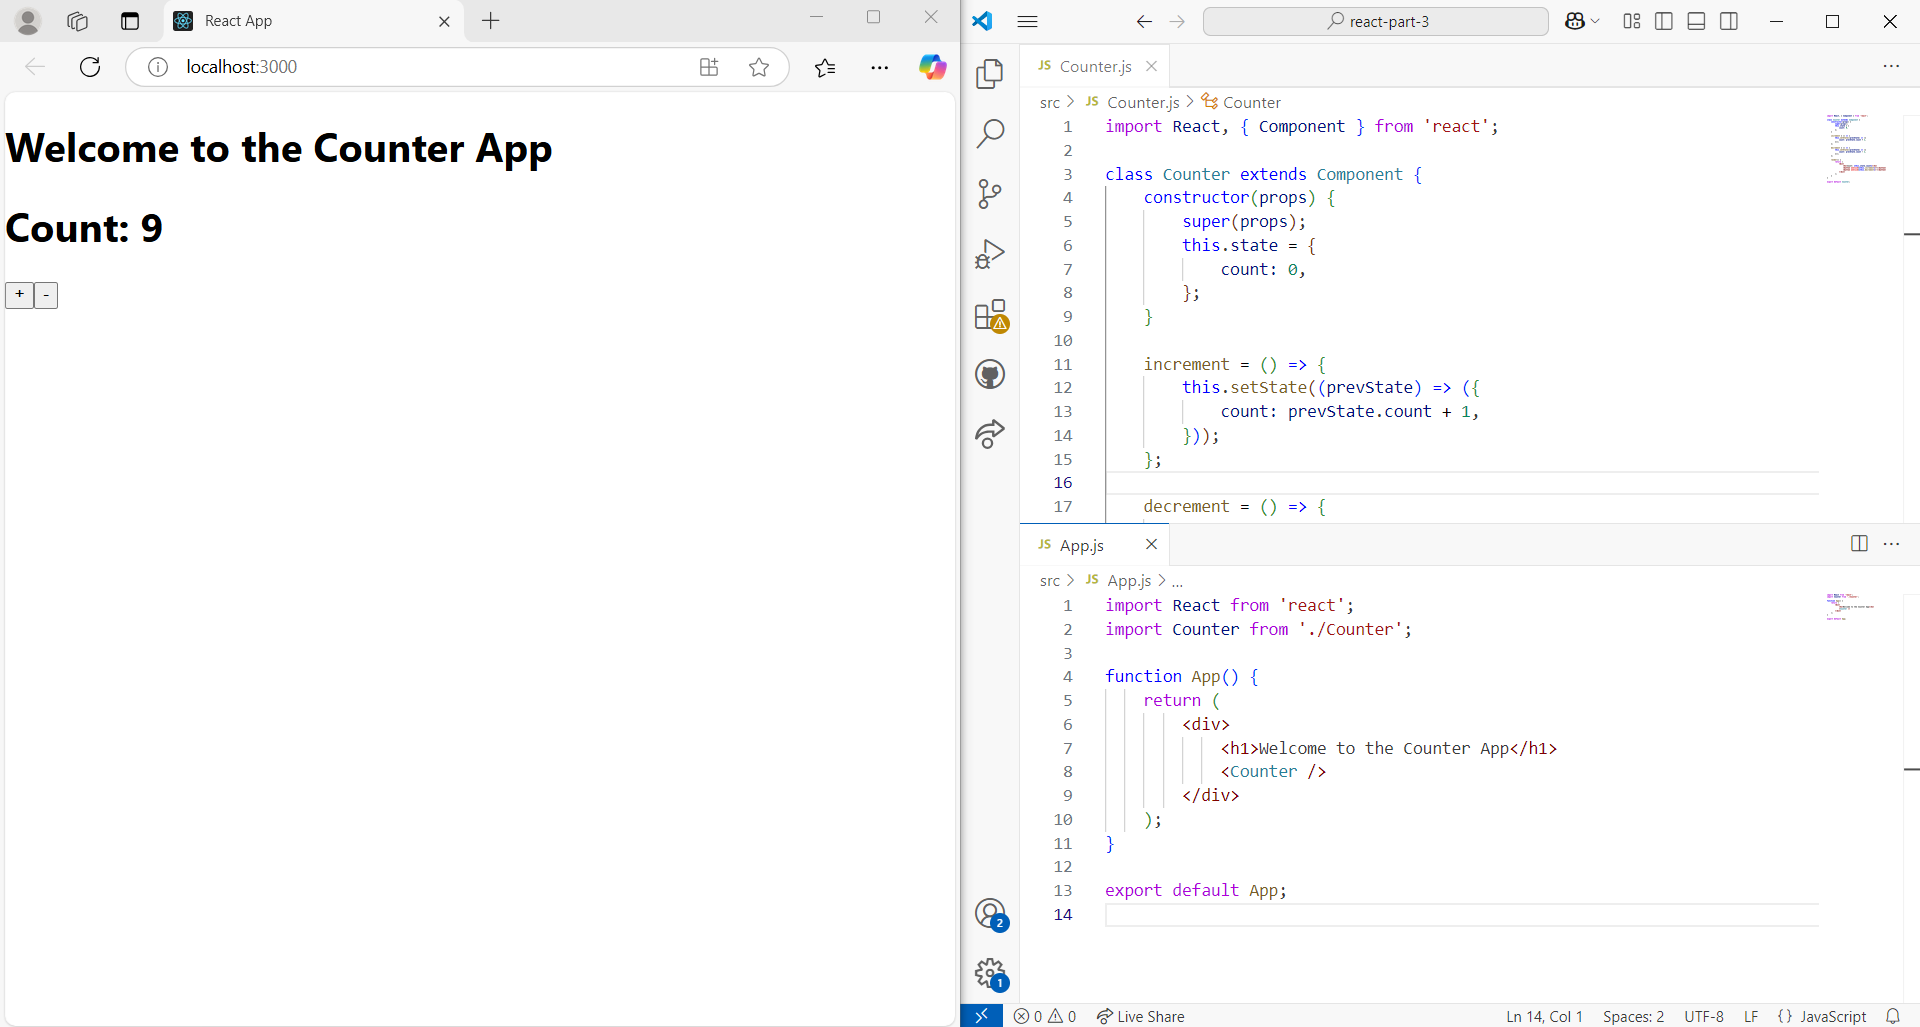 React App
localhost:3000
Welcome to the Counter App
Count: 9
+ -
react-part-3
JS Counter.js
src > JS Counter.js > Counter
1 import React, { Component } from 'react';
2
3 class Counter extends Component {
4 constructor(props) {
5 super(props);
6 this.state = {
7 count: 0,
8 };
9 }
10
11 increment = () => {
12 this.setState((prevState) => ({
13 count: prevState.count + 1,
14 }));
15 };
16
17 decrement = () => {
JS App.js
src > JS App.js > ...
1 import React from 'react';
2 import Counter from './Counter';
3
4 function App() {
5 return (
6 <div>
7 <h1>Welcome to the Counter App</h1>
8 <Counter />
9 </div>
10 );
11 }
12
13 export default App;
14
2
1
0 0 Live Share Ln 14, Col 1 Spaces: 2 UTF-8 LF {} JavaScript